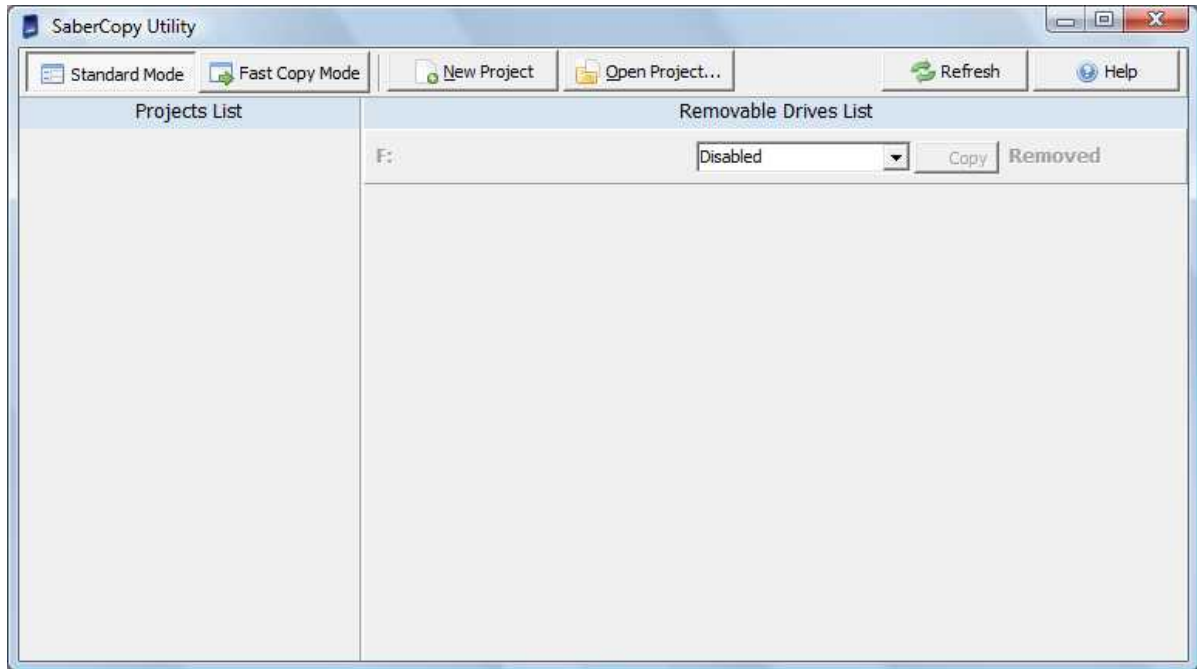 SaberCopy Utility
Standard Mode Fast Copy Mode New Project Open Project... Refresh Help
Projects List Removable Drives List
F: Disabled Copy Removed